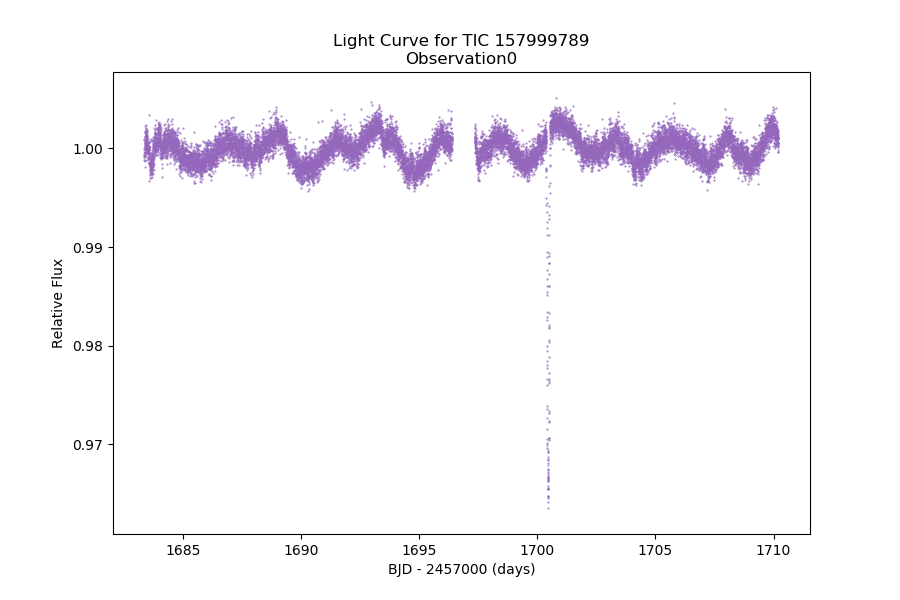 Light Curve for TIC 157999789
Observation0
1.00
0.99
0.98
0.97
Relative Flux
1685
1690
1695
1700
1705
1710
BJD - 2457000 (days)